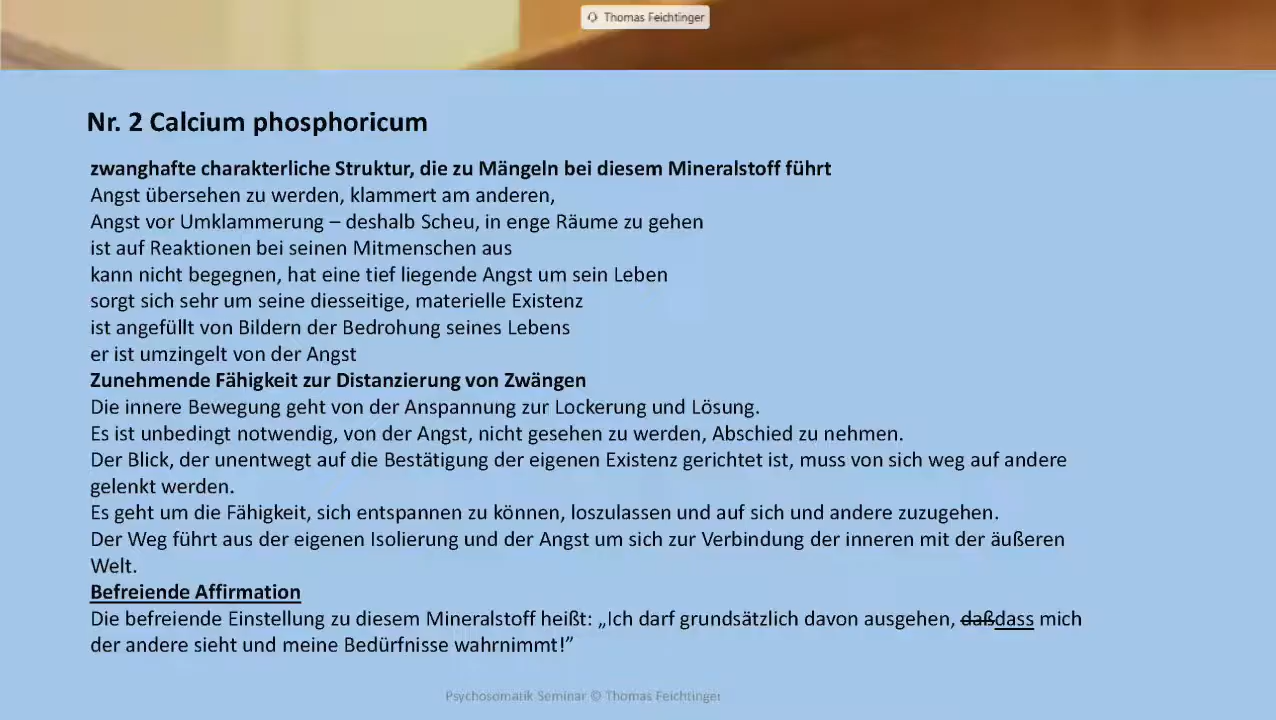 Thomas Feichtinger
Nr. 2 Calcium phosphoricum
zwanghafte charakterliche Struktur, die zu Mängeln bei diesem Mineralstoff führt
Angst übersehen zu werden, klammert am anderen,
Angst vor Umklammerung – deshalb Scheu, in enge Räume zu gehen
ist auf Reaktionen bei seinen Mitmenschen aus
kann nicht begegnen, hat eine tief liegende Angst um sein Leben
sorgt sich sehr um seine diesseitige, materielle Existenz
ist angefüllt von Bildern der Bedrohung seines Lebens
er ist umzingelt von der Angst
Zunehmende Fähigkeit zur Distanzierung von Zwängen
Die innere Bewegung geht von der Anspannung zur Lockerung und Lösung.
Es ist unbedingt notwendig, von der Angst, nicht gesehen zu werden, Abschied zu nehmen.
Der Blick, der unentwegt auf die Bestätigung der eigenen Existenz gerichtet ist, muss von sich weg auf andere
gelenkt werden.
Es geht um die Fähigkeit, sich entspannen zu können, loszulassen und auf sich und andere zuzugehen.
Der Weg führt aus der eigenen Isolierung und der Angst um sich zur Verbindung der inneren mit der äußeren
Welt.
Befreiende Affirmation
Die befreiende Einstellung zu diesem Mineralstoff heißt: „Ich darf grundsätzlich davon ausgehen, daßdass mich
der andere sieht und meine Bedürfnisse wahrnimmt!”
Psychosomatik Seminar © Thomas Feichtinger